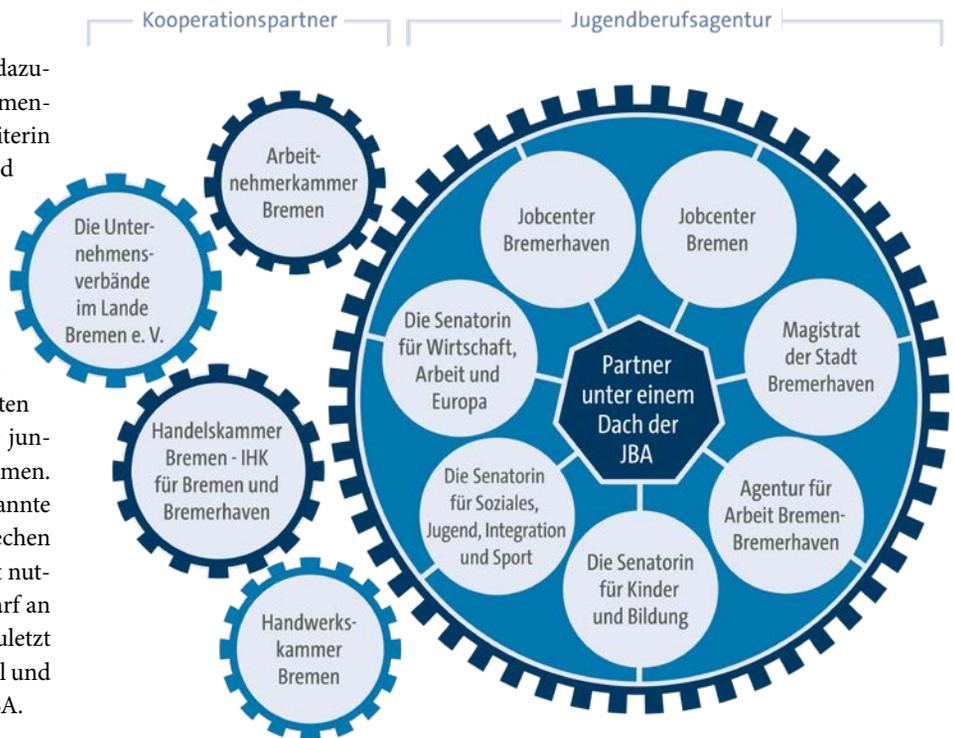 dazu-
men-
iterin
d
ten
jun-
men.
annte
echen
t nut-
arf an
uletzt
l und
A.
Kooperationspartner
Arbeit-
nehmerkammer
Bremen
Die Unter-
nehmens-
verbände
im Lande
Bremen e. V.
Handelskammer
Bremen - IHK
für Bremen und
Bremerhaven
Handwerks-
kammer
Bremen
Jugendberufsagentur
Jobcenter
Bremerhaven
Jobcenter
Bremen
Die Senatorin
für Wirtschaft,
Arbeit und
Europa
Magistrat
der Stadt
Bremerhaven
Partner
unter einem
Dach der
JBA
Die Senatorin
für Soziales,
Jugend, Integration
und Sport
Agentur für
Arbeit Bremen-
Bremerhaven
Die Senatorin
für Kinder
und Bildung